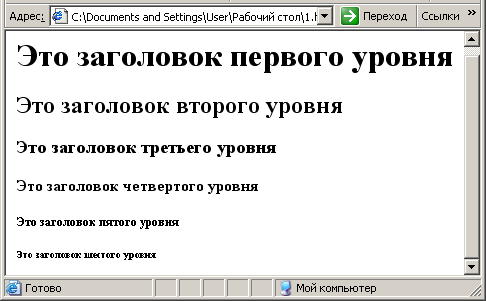 Адрес: C:\Documents and Settings\User\Рабочий стол\1.h Переход Ссылки »
Это заголовок первого уровня
Это заголовок второго уровня
Это заголовок третьего уровня
Это заголовок четвертого уровня
Это заголовок пятого уровня
Это заголовок шестого уровня
Готово Мой компьютер